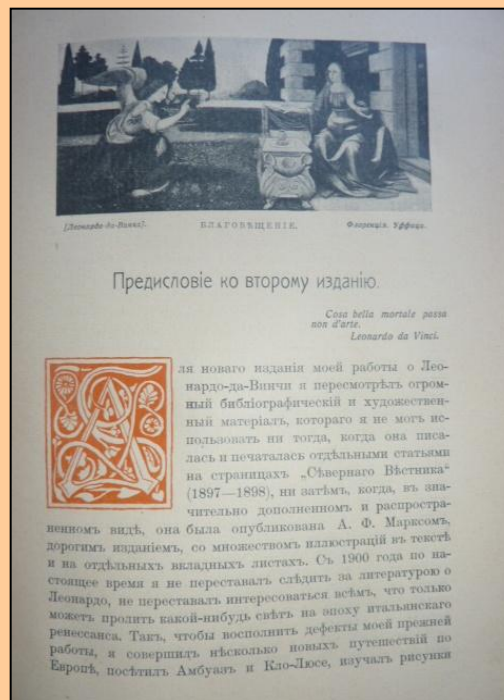 [Леонардо-да-Винчи]. БЛАГОВѢЩЕНІЕ. Флоренція. Уффици.
Предисловіе ко второму изданію.
Cosa bella mortale passa
non d'arte.
Leonardo da Vinci.
Для новаго изданія моей работы о Лео-
нардо-да-Винчи я пересмотрѣлъ огром-
ный библіографическій и художествен-
ный матеріалъ, котораго я не могъ ис-
пользовать ни тогда, когда она писа-
лась и печаталась отдѣльными статьями
на страницахъ „Сѣвернаго Вѣстника“
(1897—1898), ни затѣмъ, когда, въ зна-
чительно дополненномъ и распростра-
ненномъ видѣ, она была опубликована А. Ф. Марксомъ,
дорогимъ изданіемъ, со множествомъ иллюстрацій въ текстѣ
и на отдѣльныхъ вкладныхъ листахъ. Съ 1900 года по на-
стоящее время я не переставалъ слѣдить за литературою о
Леонардо, не переставалъ интересоваться всѣмъ, что только
можетъ пролить какой-нибудь свѣтъ на эпоху итальянскаго
ренессанса. Такъ, чтобы восполнить дефекты моей прежней
работы, я совершилъ нѣсколько новыхъ путешествій по
Европѣ, посѣтилъ Амбуазъ и Кло-Люсе, изучалъ рисунки